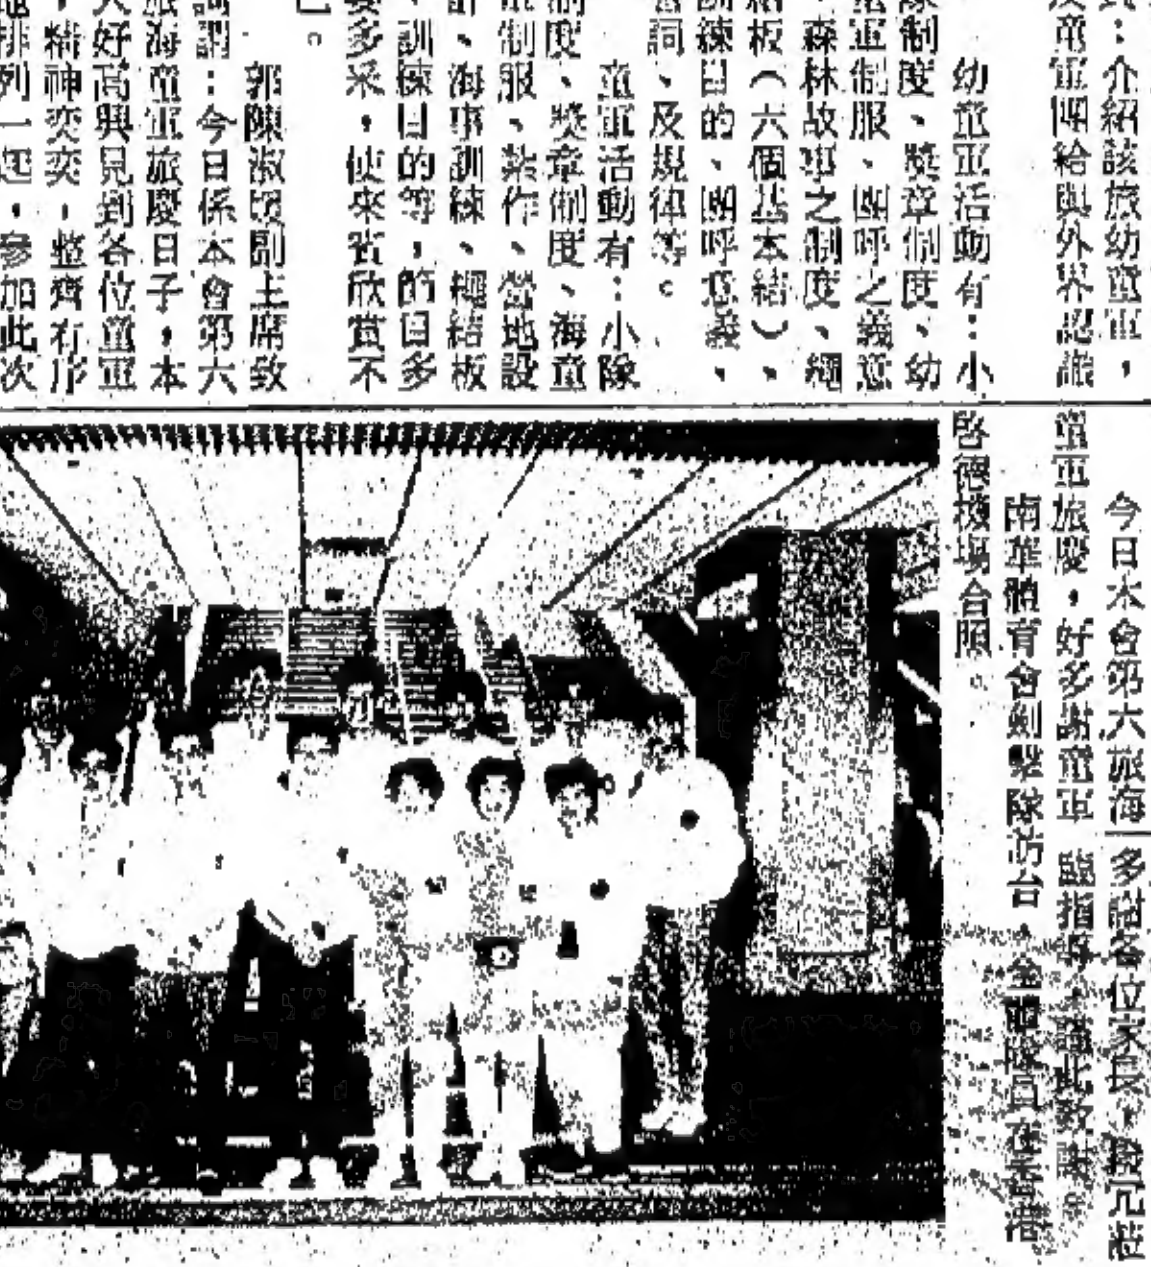 ：介紹該旅幼童軍，
及童軍團給與外界認識
幼童軍活動有：小
隊制度、獎章制度、幼
童軍制服、團呼之義意
、森林故事之制度、繩
結板（六個基本結）、
訓練目的、團呼意義、
詞、及規律等。
童軍活動有：小隊
制度、獎章制度、海童
軍制服、紮作、營地設
計、海事訓練、繩結板
、訓練目的等，節目多
姿多采，使來賓欣賞不
已。
郭陳淑副主席致
詞謂：今日係本會第六
旅海童軍旅慶日子，本
人好高興見到各位童軍
，精神奕奕，整齊有序
地排列一起，參加此次
今日本會第六旅海
童軍旅慶，好多謝童軍
多謝各位家長，撥冗蒞
臨指導，謹此致謝。
南華體育會劍擊隊訪台，全體隊員在香港
啓德機場合照。